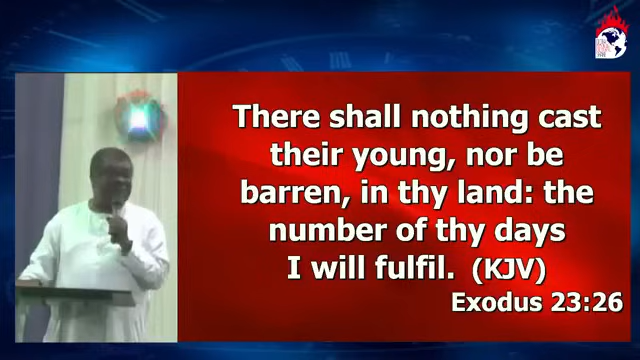 There shall nothing cast
their young, nor be
barren, in thy land: the
number of thy days
I will fulfil. (KJV)
Exodus 23:26